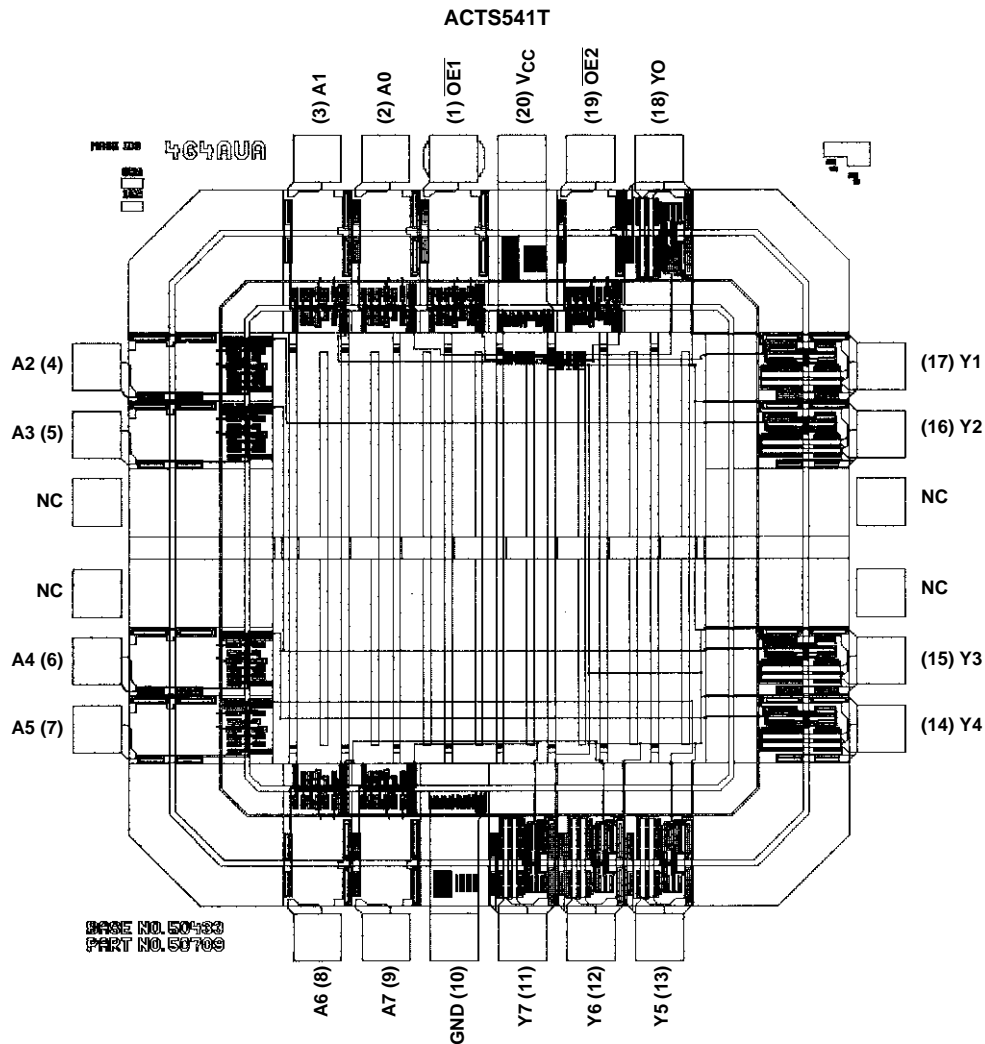 ACTS541T
(3) A1
(2) A0
(1) OE1
(20) VCC
(19) OE2
(18) YO
MASK IDS
464AUA
A2 (4)
(17) Y1
A3 (5)
(16) Y2
NC
NC
NC
NC
A4 (6)
(15) Y3
A5 (7)
(14) Y4
BASE NO. 50433
PART NO. 50709
A6 (8)
A7 (9)
GND (10)
Y7 (11)
Y6 (12)
Y5 (13)